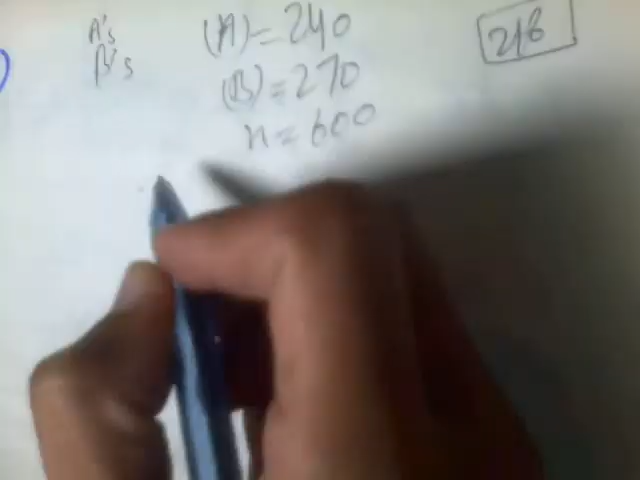 A's (A) = 240
β's (B) = 270
n = 600
218